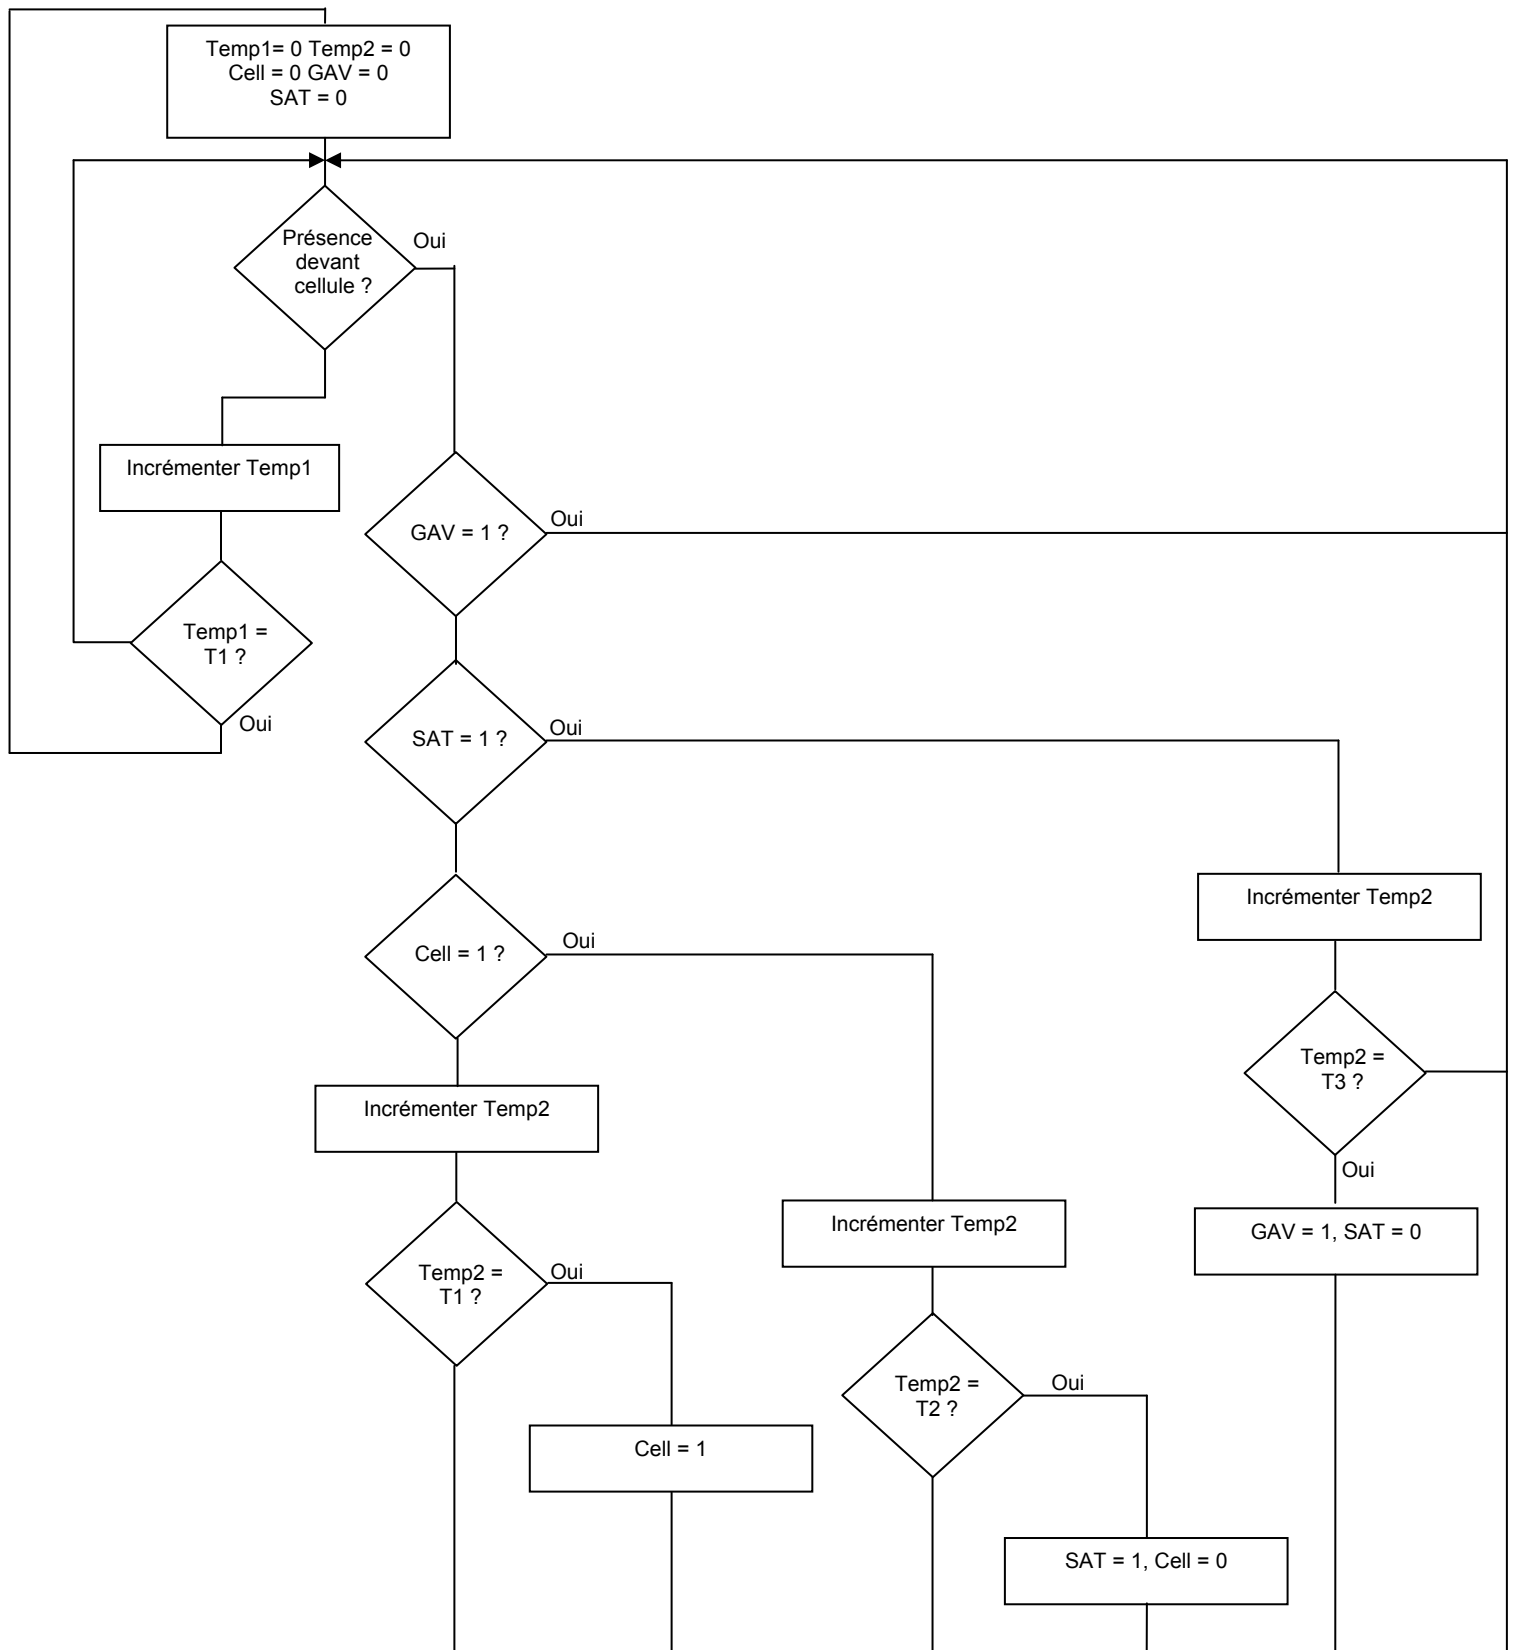 Temp1= 0 Temp2 = 0
Cell = 0 GAV = 0
SAT = 0
Présence
devant
cellule ?
Oui
Incrémenter Temp1
Temp1 =
T1 ?
Oui
GAV = 1 ?
Oui
SAT = 1 ?
Oui
Cell = 1 ?
Oui
Incrémenter Temp2
Temp2 =
T1 ?
Oui
Cell = 1
Incrémenter Temp2
Temp2 =
T2 ?
Oui
SAT = 1, Cell = 0
Incrémenter Temp2
Temp2 =
T3 ?
Oui
GAV = 1, SAT = 0